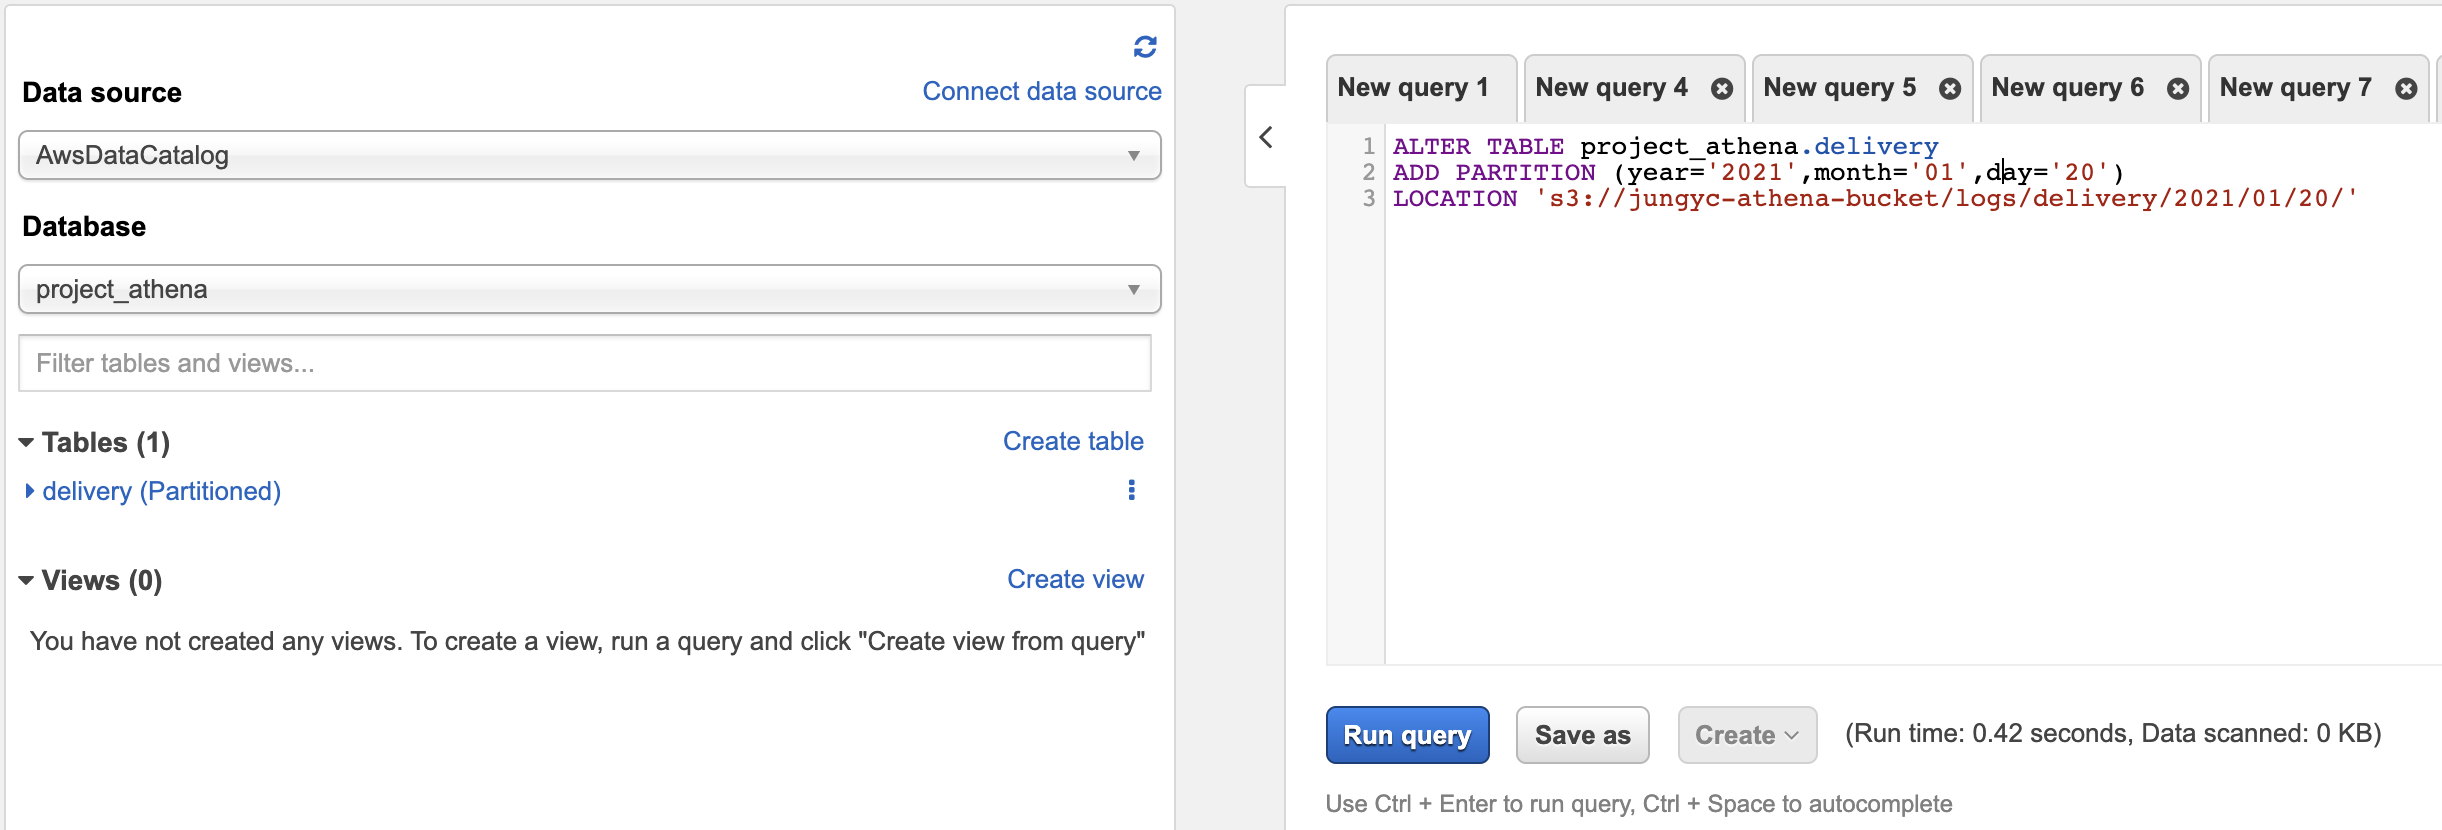 Data source
Connect data source
AwsDataCatalog
Database
project_athena
Filter tables and views...
Tables (1)
Create table
delivery (Partitioned)
Views (0)
Create view
You have not created any views. To create a view, run a query and click "Create view from query"
New query 1
New query 4
New query 5
New query 6
New query 7
1 ALTER TABLE project_athena.delivery
2 ADD PARTITION (year='2021',month='01',day='20')
3 LOCATION 's3://jungyc-athena-bucket/logs/delivery/2021/01/20/'
Run query
Save as
Create
(Run time: 0.42 seconds, Data scanned: 0 KB)
Use Ctrl + Enter to run query, Ctrl + Space to autocomplete